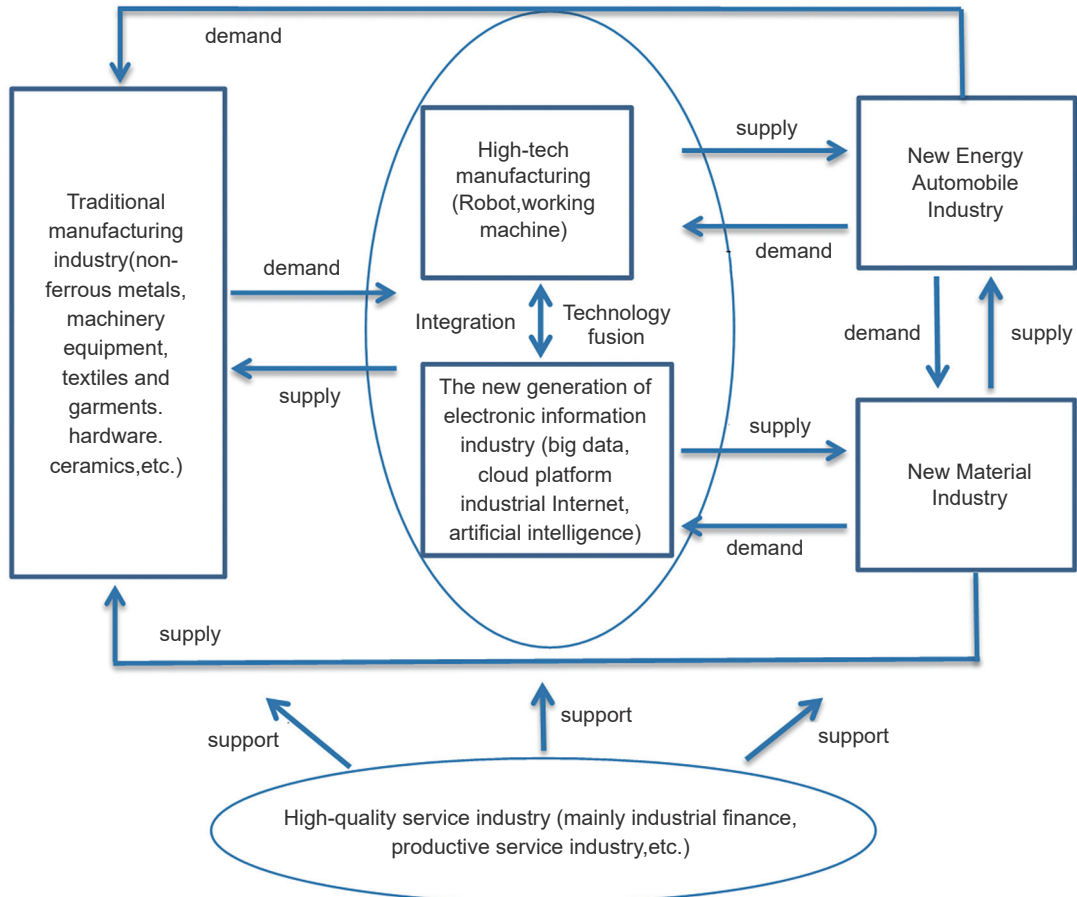 demand
Traditional
manufacturing
industry(non-
ferrous metals,
machinery
equipment,
textiles and
garments.
hardware.
ceramics,etc.)
demand
supply
High-tech
manufacturing
(Robot,working
machine)
Integration
Technology
fusion
The new generation of
electronic information
industry (big data,
cloud platform
industrial Internet,
artificial intelligence)
supply
demand
New Energy
Automobile
Industry
demand
supply
supply
demand
New Material
Industry
supply
support
support
support
High-quality service industry (mainly industrial finance,
productive service industry,etc.)